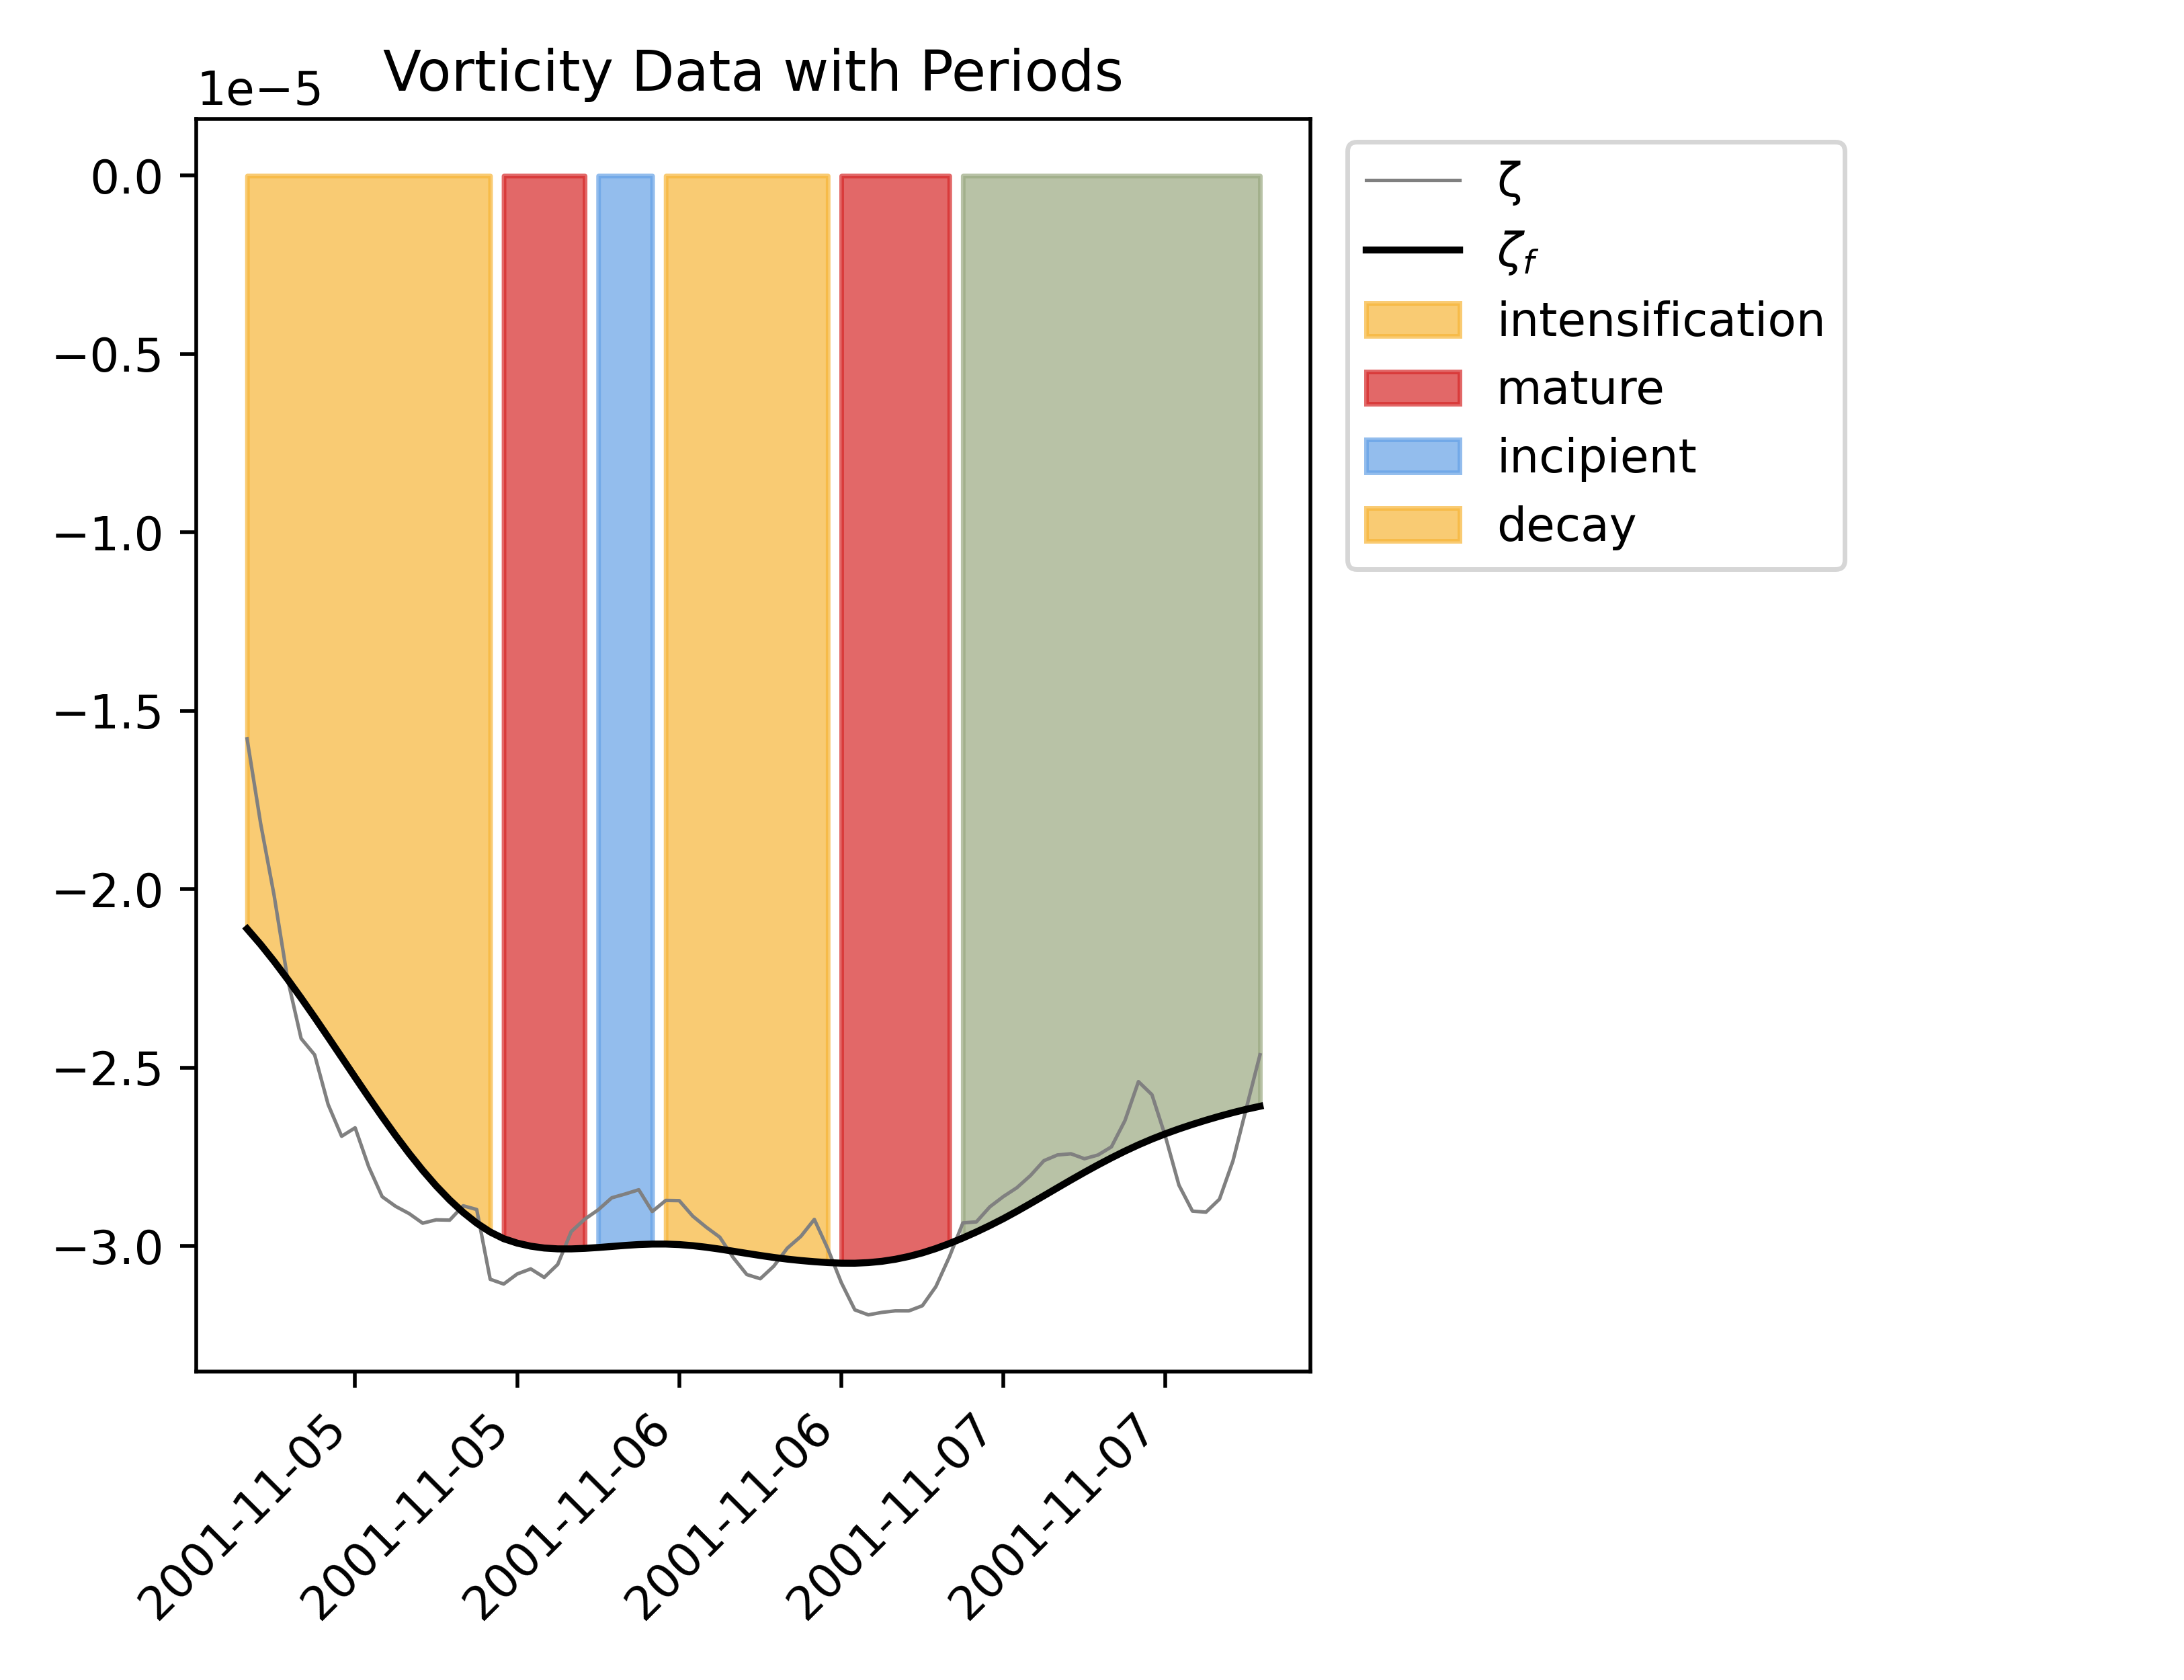 Vorticity Data with Periods
1e−5
0.0
−0.5
−1.0
−1.5
−2.0
−2.5
−3.0
2001-11-05
2001-11-05
2001-11-06
2001-11-06
2001-11-07
2001-11-07
ζ
ζf
intensification
mature
incipient
decay